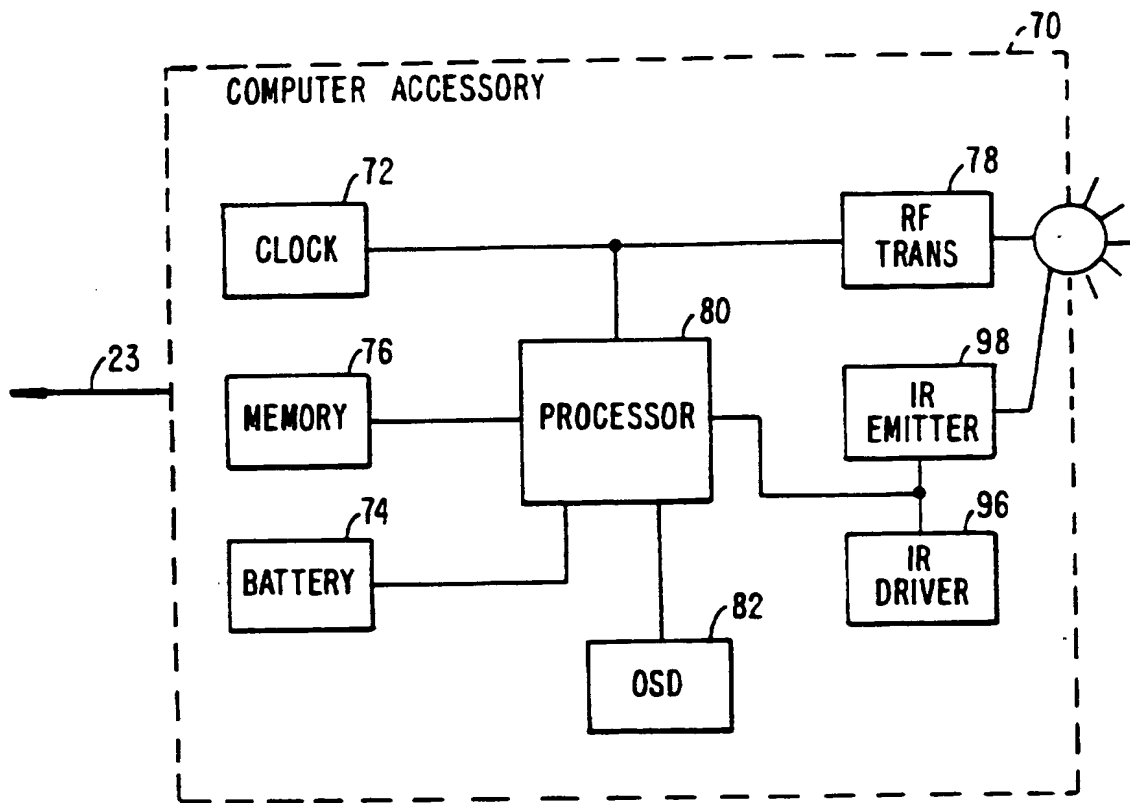 70
COMPUTER ACCESSORY
72
CLOCK
78
RF
TRANS
80
PROCESSOR
23
76
MEMORY
98
IR
EMITTER
74
BATTERY
96
IR
DRIVER
82
OSD